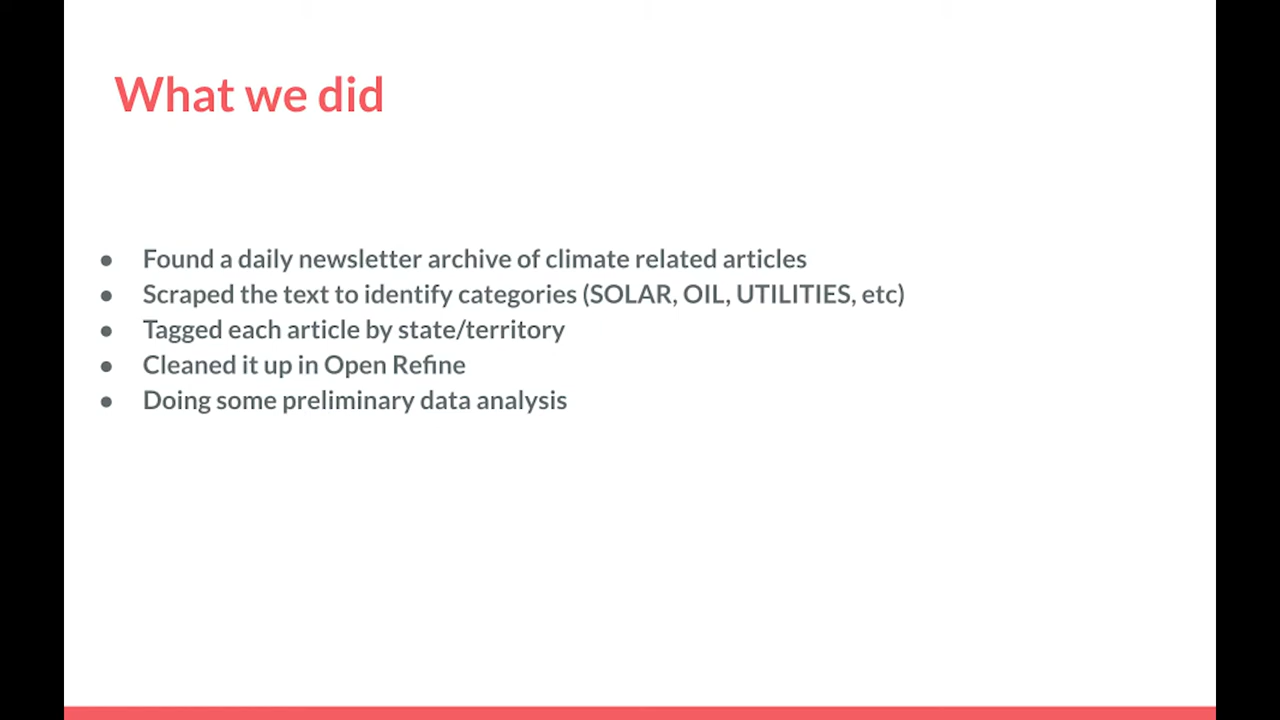 What we did
● Found a daily newsletter archive of climate related articles
● Scraped the text to identify categories (SOLAR, OIL, UTILITIES, etc)
● Tagged each article by state/territory
● Cleaned it up in Open Refine
● Doing some preliminary data analysis